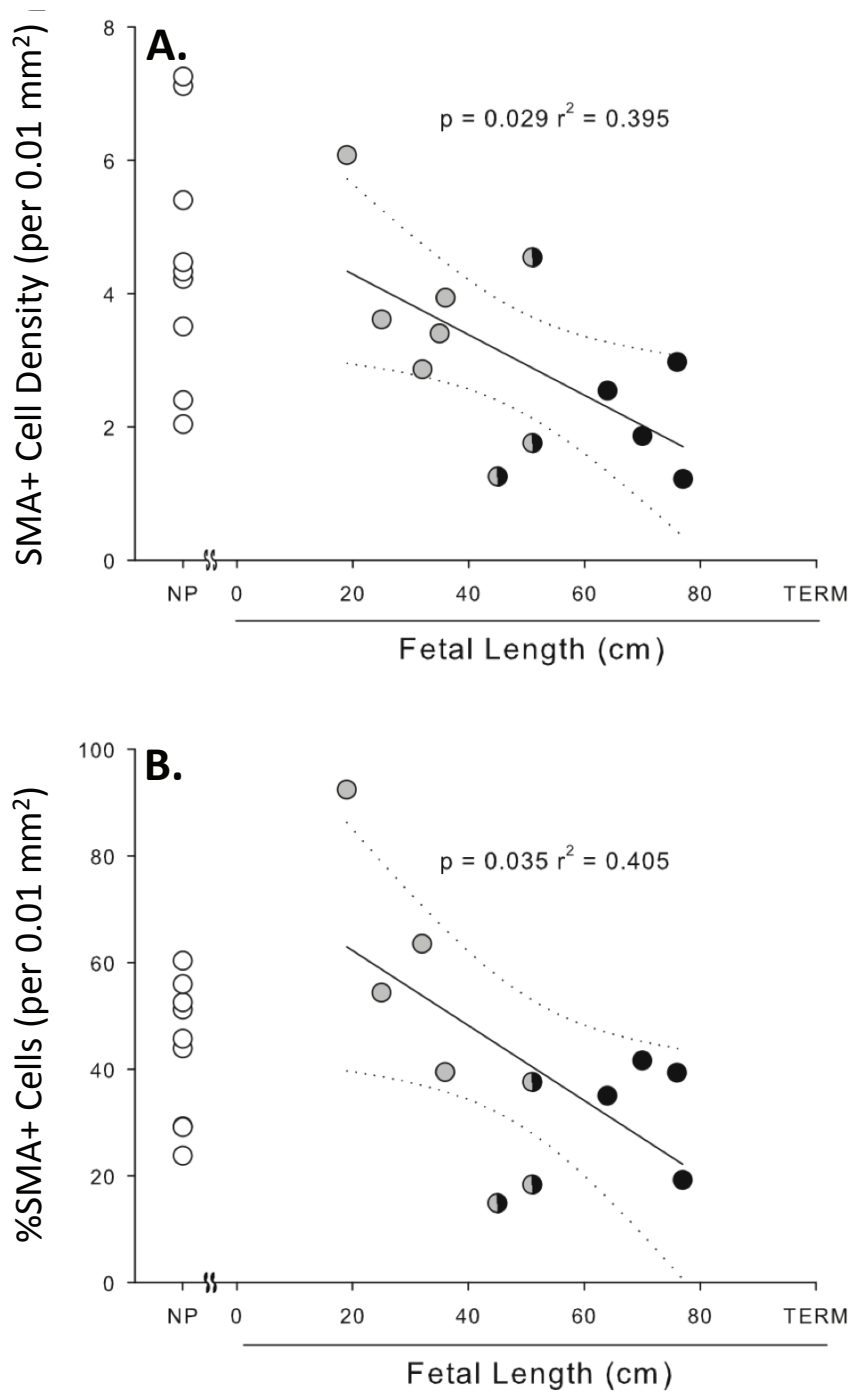 A.
SMA+ Cell Density (per 0.01 mm²)
8
6
4
2
0
p = 0.029 r² = 0.395
NP 0 20 40 60 80 TERM
Fetal Length (cm)
B.
%SMA+ Cells (per 0.01 mm²)
100
80
60
40
20
0
p = 0.035 r² = 0.405
NP 0 20 40 60 80 TERM
Fetal Length (cm)